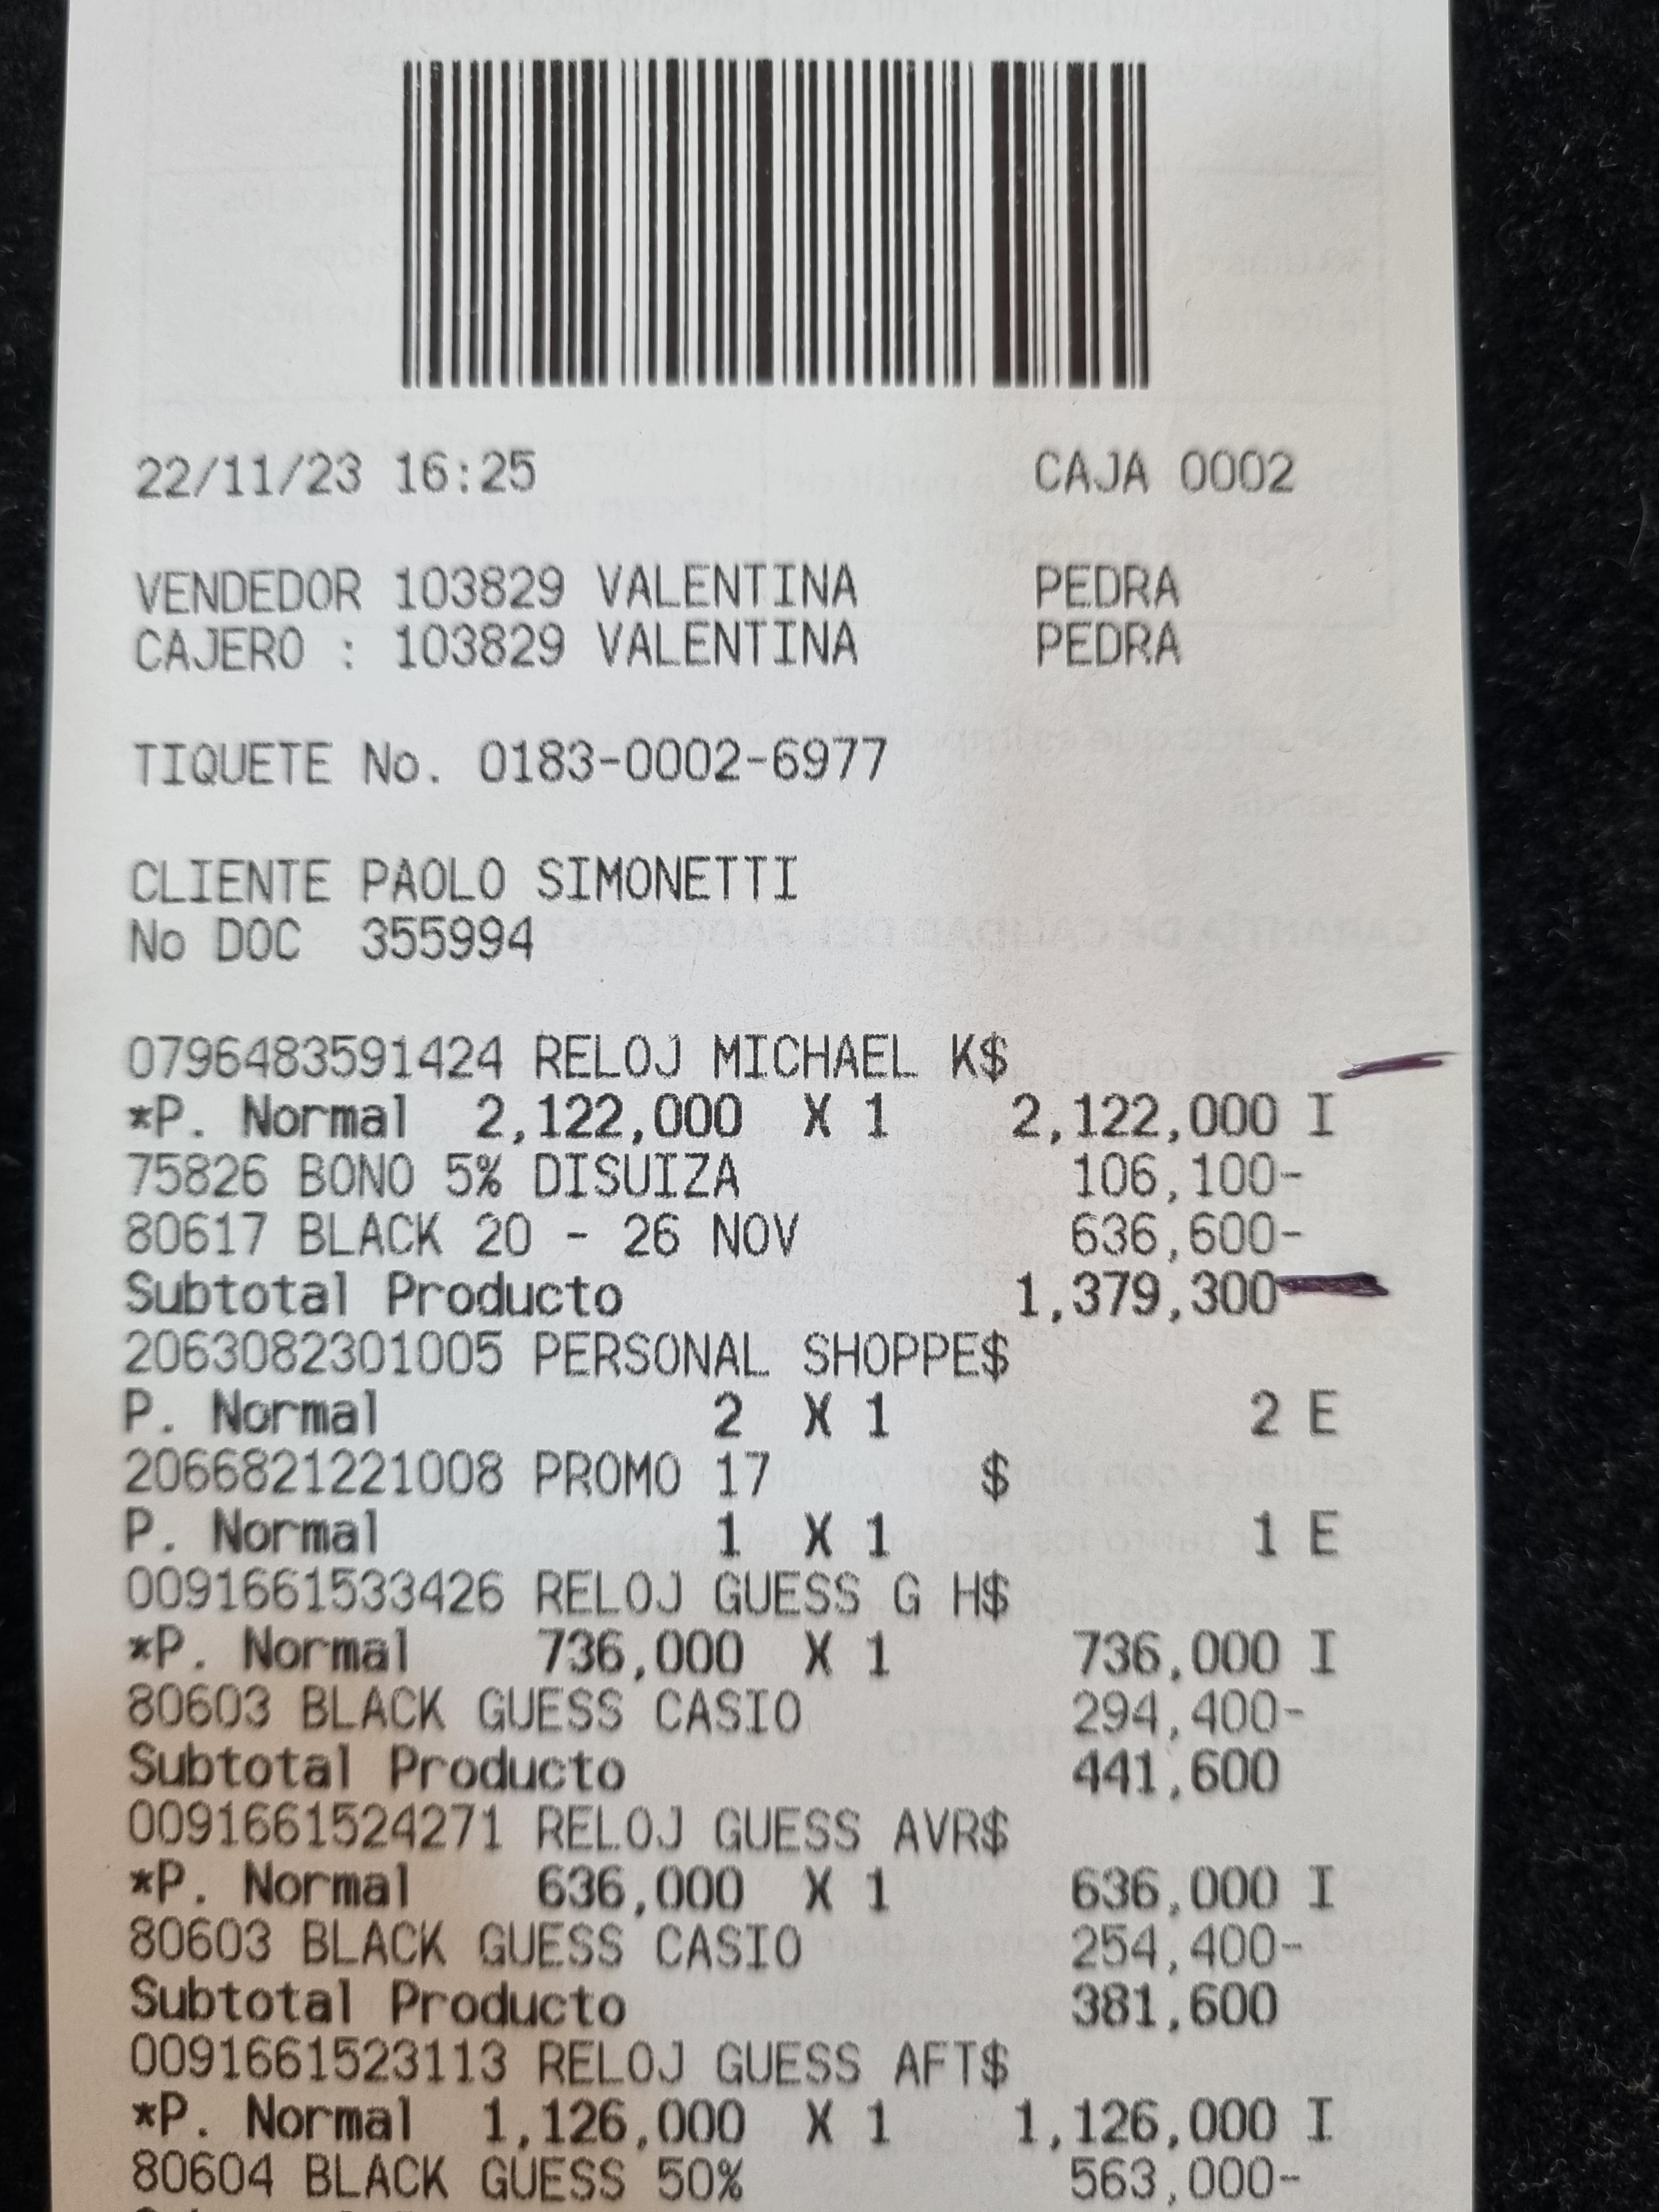 22/11/23 16:25 CAJA 0002
VENDEDOR 103829 VALENTINA PEDRA
CAJERO : 103829 VALENTINA PEDRA
TIQUETE No. 0183-0002-6977
CLIENTE PAOLO SIMONETTI
No DOC 355994
0796483591424 RELOJ MICHAEL K$
*P. Normal 2,122,000 X 1 2,122,000 I
75826 BONO 5% DISUIZA 106,100-
80617 BLACK 20 - 26 NOV 636,600-
Subtotal Producto 1,379,300
2063082301005 PERSONAL SHOPPE$
P. Normal 2 X 1 2 E
2066821221008 PROMO 17 $
P. Normal 1 X 1 1 E
0091661533426 RELOJ GUESS G H$
*P. Normal 736,000 X 1 736,000 I
80603 BLACK GUESS CASIO 294,400-
Subtotal Producto 441,600
0091661524271 RELOJ GUESS AVR$
*P. Normal 636,000 X 1 636,000 I
80603 BLACK GUESS CASIO 254,400-
Subtotal Producto 381,600
0091661523113 RELOJ GUESS AFT$
*P. Normal 1,126,000 X 1 1,126,000 I
80604 BLACK GUESS 50% 563,000-